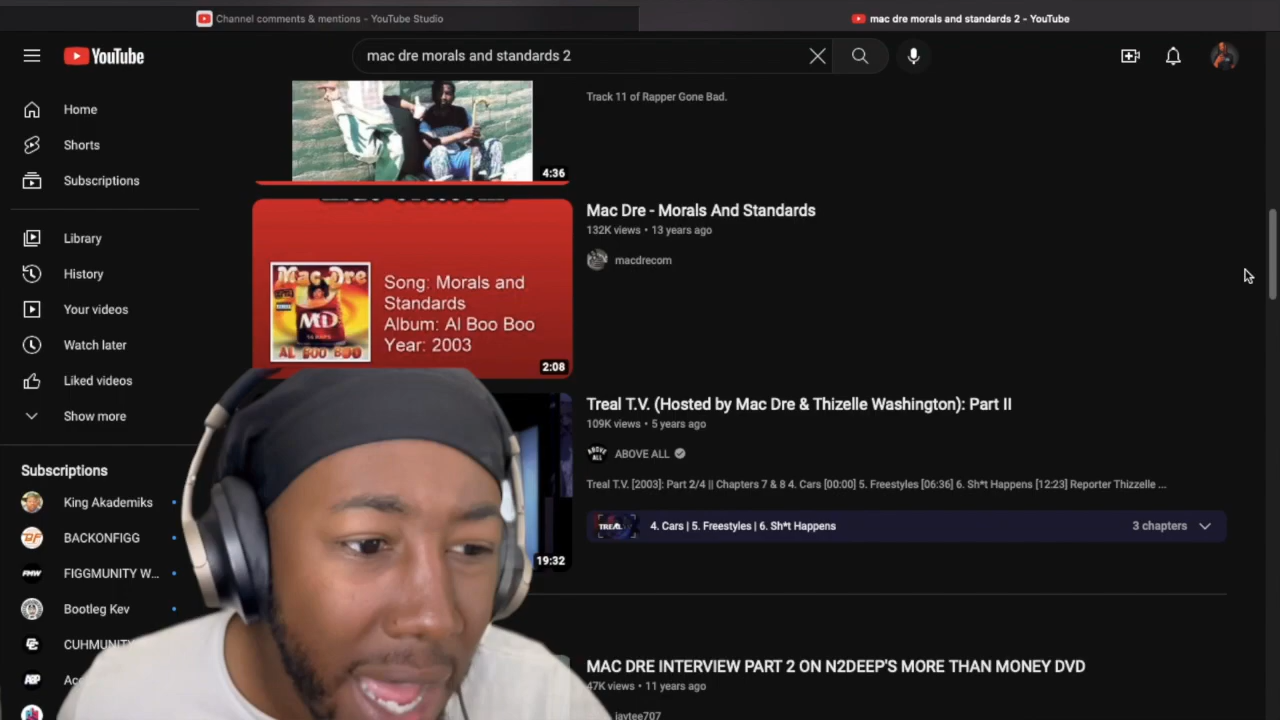 Channel comments & mentions - YouTube Studio
mac dre morals and standards 2 - YouTube
YouTube
mac dre morals and standards 2
Home
Shorts
Subscriptions
Library
History
Your videos
Watch later
Liked videos
Show more
Subscriptions
King Akademiks
BACKONFIGG
FIGGMUNITY W...
Bootleg Kev
CUHMUNITY
Track 11 of Rapper Gone Bad.
4:36
Mac Dre - Morals And Standards
132K views • 13 years ago
macdrecom
Mac Dre
MD
AL BOO BOO
Song: Morals and
Standards
Album: Al Boo Boo
Year: 2003
2:08
Treal T.V. (Hosted by Mac Dre & Thizelle Washington): Part II
109K views • 5 years ago
ABOVE ALL
ABOVE ALL
Treal T.V. [2003]: Part 2/4 || Chapters 7 & 8 4. Cars [00:00] 5. Freestyles [06:36] 6. Sh*t Happens [12:23] Reporter Thizzelle ...
TREAL
4. Cars | 5. Freestyles | 6. Sh*t Happens
3 chapters
19:32
MAC DRE INTERVIEW PART 2 ON N2DEEP'S MORE THAN MONEY DVD
47K views • 11 years ago
jaytee707